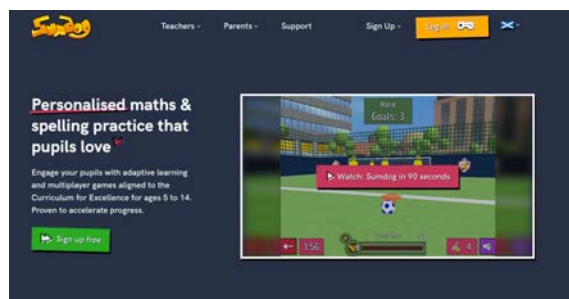 Sumdog
Teachers
Parents
Support
Sign Up
Log in
Personalised maths &
spelling practice that
pupils love
Engage your pupils with adaptive learning
and multiplayer games aligned to the
Curriculum for Excellence for ages 5 to 14.
Proven to accelerate progress.
Sign up free
Goals: 3
Watch: Sumdog in 90 seconds
1:56
4